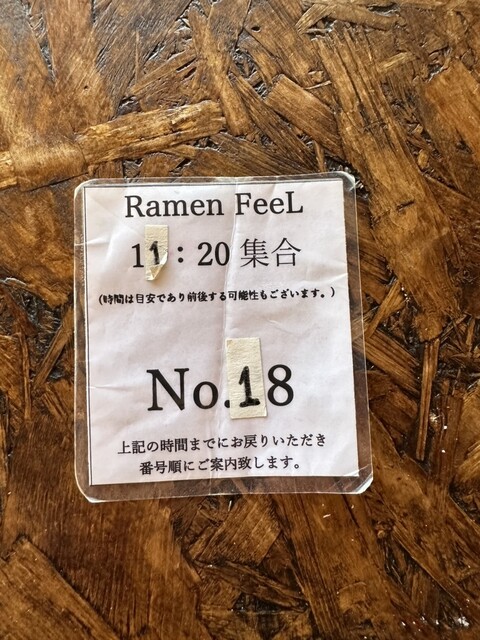 Ramen FeeL
11：20集合
（時間は目安であり前後する可能性もございます。）
No.18
上記の時間までにお戻りいただき
番号順にご案内致します。